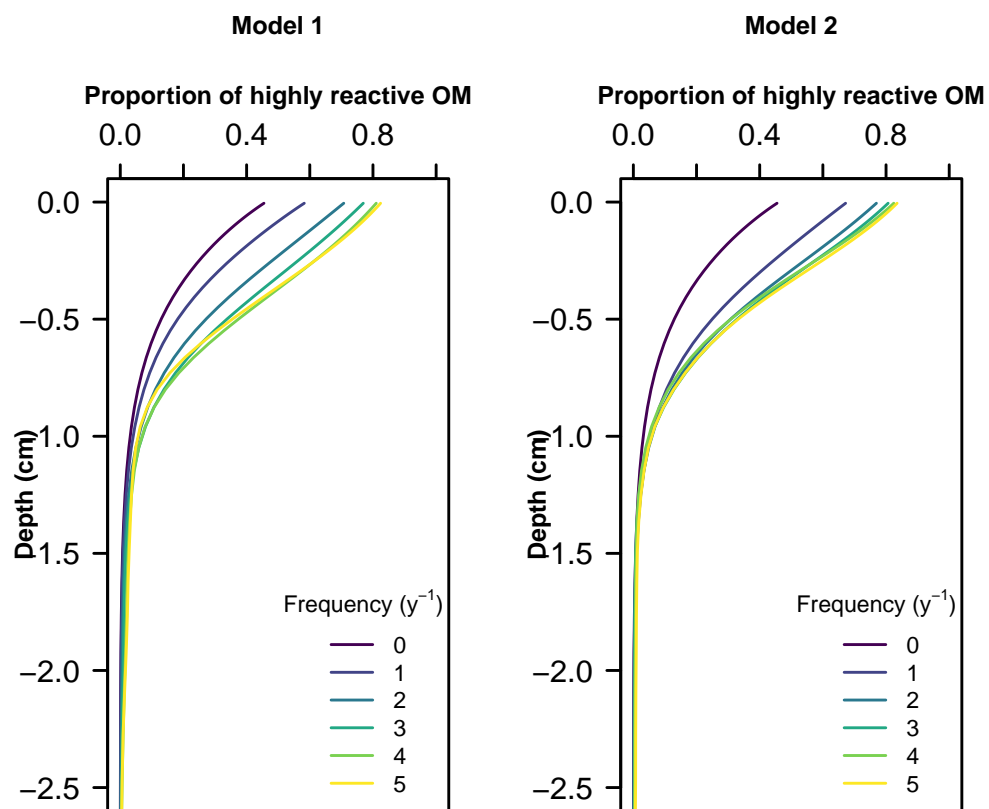 Model 1
Proportion of highly reactive OM
0.0 0.4 0.8
0.0
−0.5
−1.0
−1.5
−2.0
−2.5
Depth (cm)
Frequency (y⁻¹)
0
1
2
3
4
5
Model 2
Proportion of highly reactive OM
0.0 0.4 0.8
0.0
−0.5
−1.0
−1.5
−2.0
−2.5
Depth (cm)
Frequency (y⁻¹)
0
1
2
3
4
5